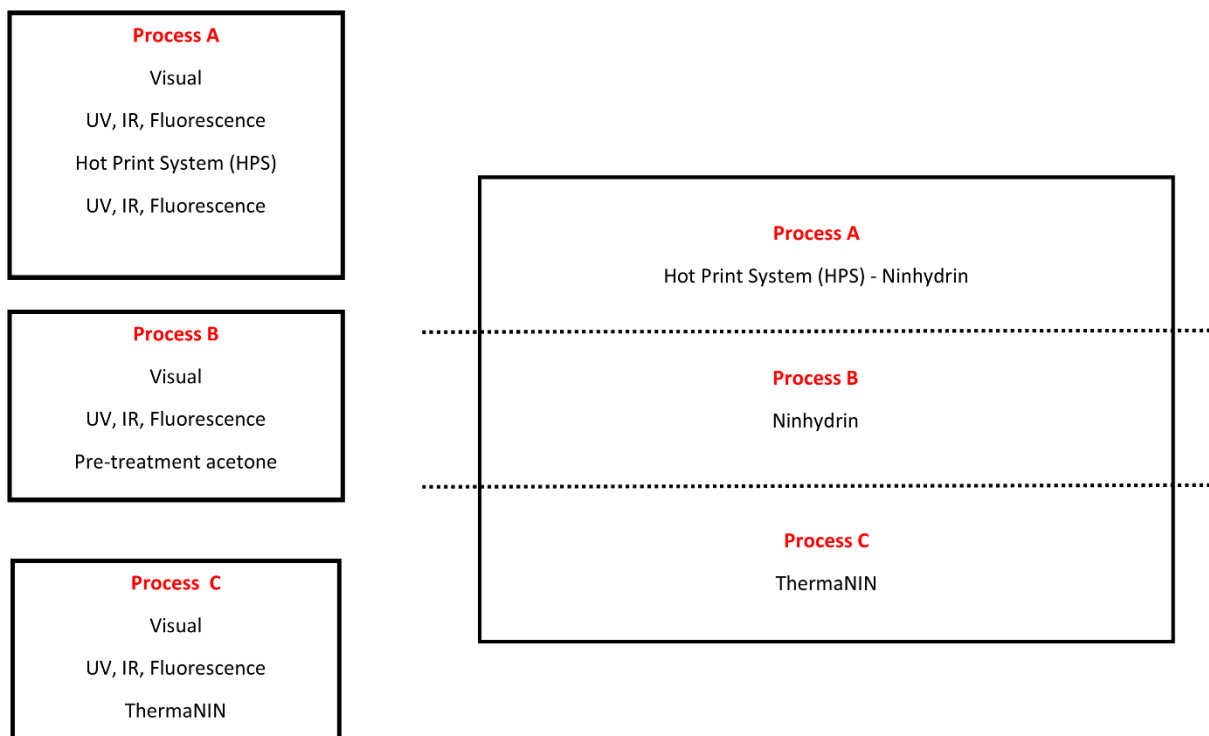 Process A
Visual
UV, IR, Fluorescence
Hot Print System (HPS)
UV, IR, Fluorescence
Process B
Visual
UV, IR, Fluorescence
Pre-treatment acetone
Process C
Visual
UV, IR, Fluorescence
ThermaNIN
Process A
Hot Print System (HPS) - Ninhydrin
Process B
Ninhydrin
Process C
ThermaNIN